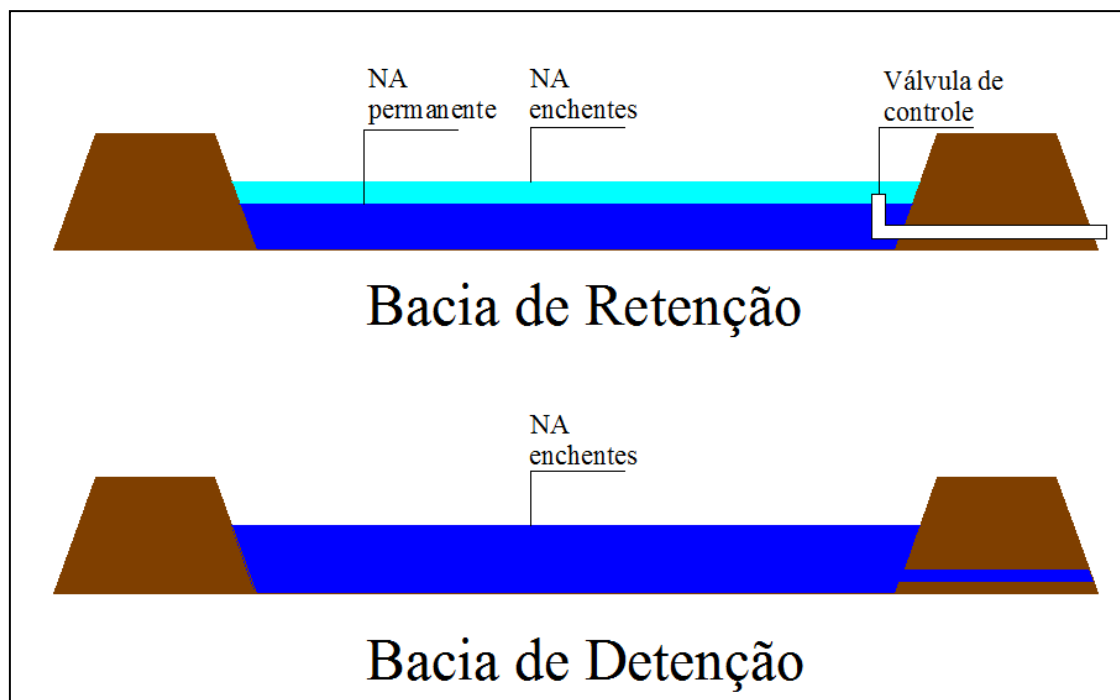 NA
permanente
NA
enchentes
Válvula de
controle
Bacia de Retenção
NA
enchentes
Bacia de Detenção